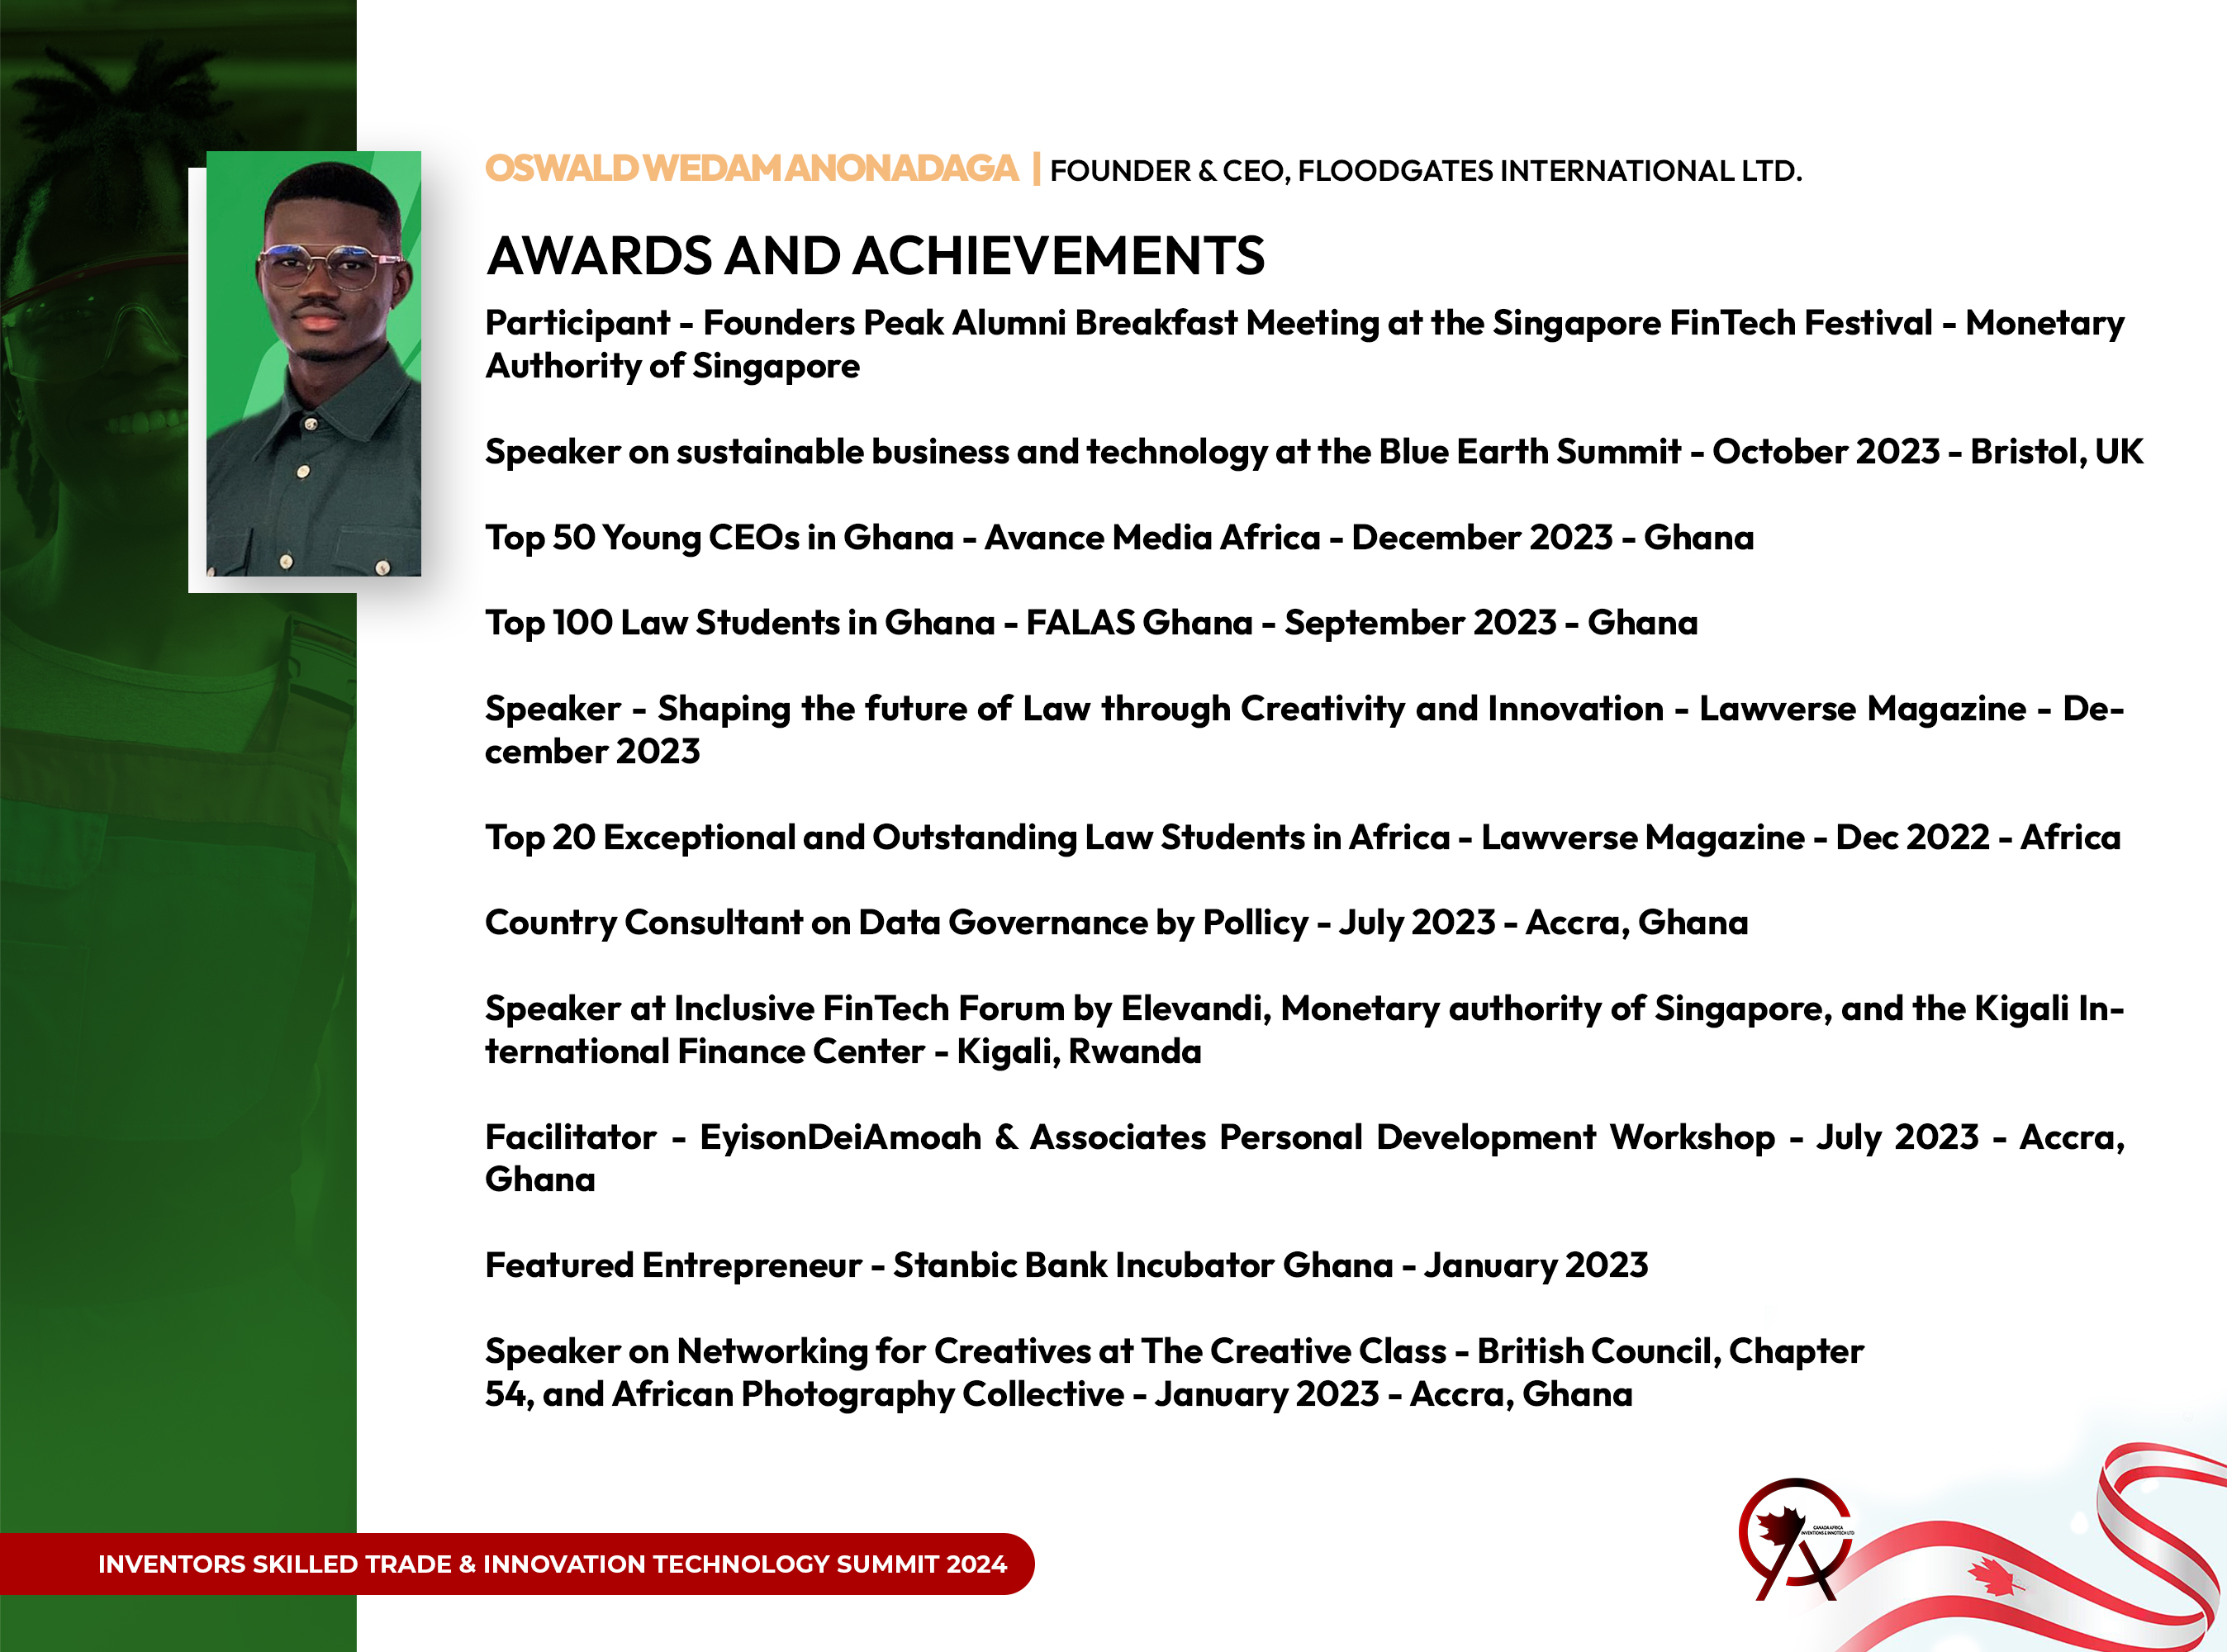 OSWALD WEDAM ANONADAGA | FOUNDER & CEO, FLOODGATES INTERNATIONAL LTD.
AWARDS AND ACHIEVEMENTS
Participant - Founders Peak Alumni Breakfast Meeting at the Singapore FinTech Festival - Monetary
Authority of Singapore
Speaker on sustainable business and technology at the Blue Earth Summit - October 2023 - Bristol, UK
Top 50 Young CEOs in Ghana - Avance Media Africa - December 2023 - Ghana
Top 100 Law Students in Ghana - FALAS Ghana - September 2023 - Ghana
Speaker - Shaping the future of Law through Creativity and Innovation - Lawverse Magazine - De-
cember 2023
Top 20 Exceptional and Outstanding Law Students in Africa - Lawverse Magazine - Dec 2022 - Africa
Country Consultant on Data Governance by Pollicy - July 2023 - Accra, Ghana
Speaker at Inclusive FinTech Forum by Elevandi, Monetary authority of Singapore, and the Kigali In-
ternational Finance Center - Kigali, Rwanda
Facilitator - EyisonDeiAmoah & Associates Personal Development Workshop - July 2023 - Accra,
Ghana
Featured Entrepreneur - Stanbic Bank Incubator Ghana - January 2023
Speaker on Networking for Creatives at The Creative Class - British Council, Chapter
54, and African Photography Collective - January 2023 - Accra, Ghana
CANADA AFRICA
INVENTIONS & INNOTECH LTD
INVENTORS SKILLED TRADE & INNOVATION TECHNOLOGY SUMMIT 2024